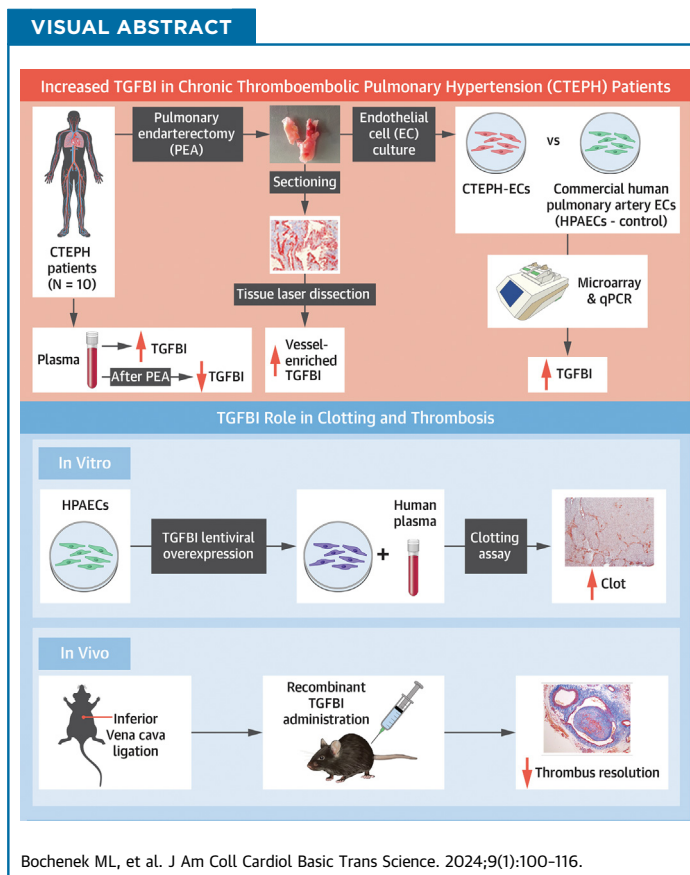 VISUAL ABSTRACT
Increased TGFBI in Chronic Thromboembolic Pulmonary Hypertension (CTEPH) Patients
CTEPH
patients
(N = 10)
Pulmonary
endarterectomy
(PEA)
Endothelial
cell (EC)
culture
CTEPH-ECs
vs
Commercial human
pulmonary artery ECs
(HPAECs - control)
Sectioning
Tissue laser dissection
Microarray
& qPCR
Plasma
TGFBI
After PEA
TGFBI
Vessel-
enriched
TGFBI
TGFBI
TGFBI Role in Clotting and Thrombosis
In Vitro
HPAECs
TGFBI lentiviral
overexpression
+
Human
plasma
Clotting
assay
Clot
In Vivo
Inferior
Vena cava
ligation
Recombinant
TGFBI
administration
Thrombus resolution
Bochenek ML, et al. J Am Coll Cardiol Basic Trans Science. 2024;9(1):100–116.